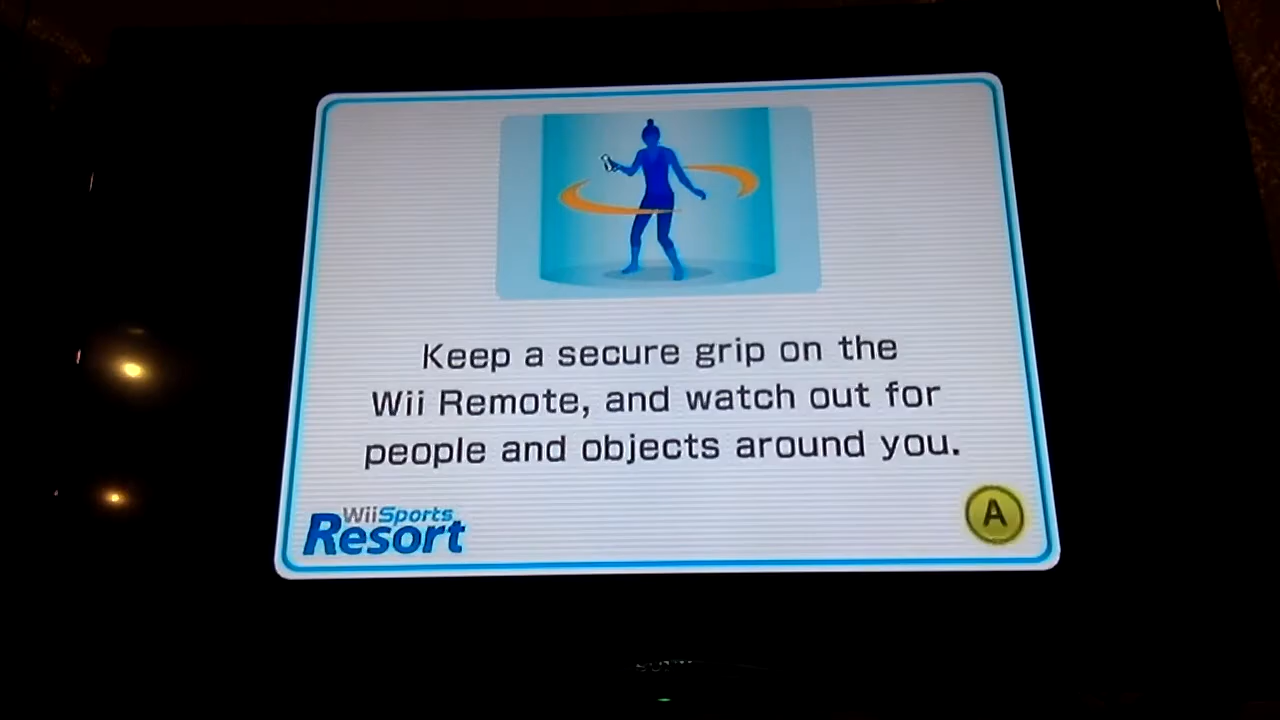 Keep a secure grip on the
Wii Remote, and watch out for
people and objects around you.
WiiSports
Resort
A